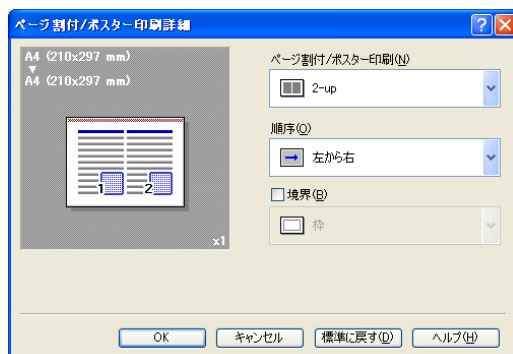 ページ割付/ポスター印刷詳細
A4 (210x297 mm)
A4 (210x297 mm)
1 2
x1
ページ割付/ポスター印刷(N)
2-up
順序(O)
左から右
境界(B)
枠
OK キャンセル 標準に戻す(D) ヘルプ(H)